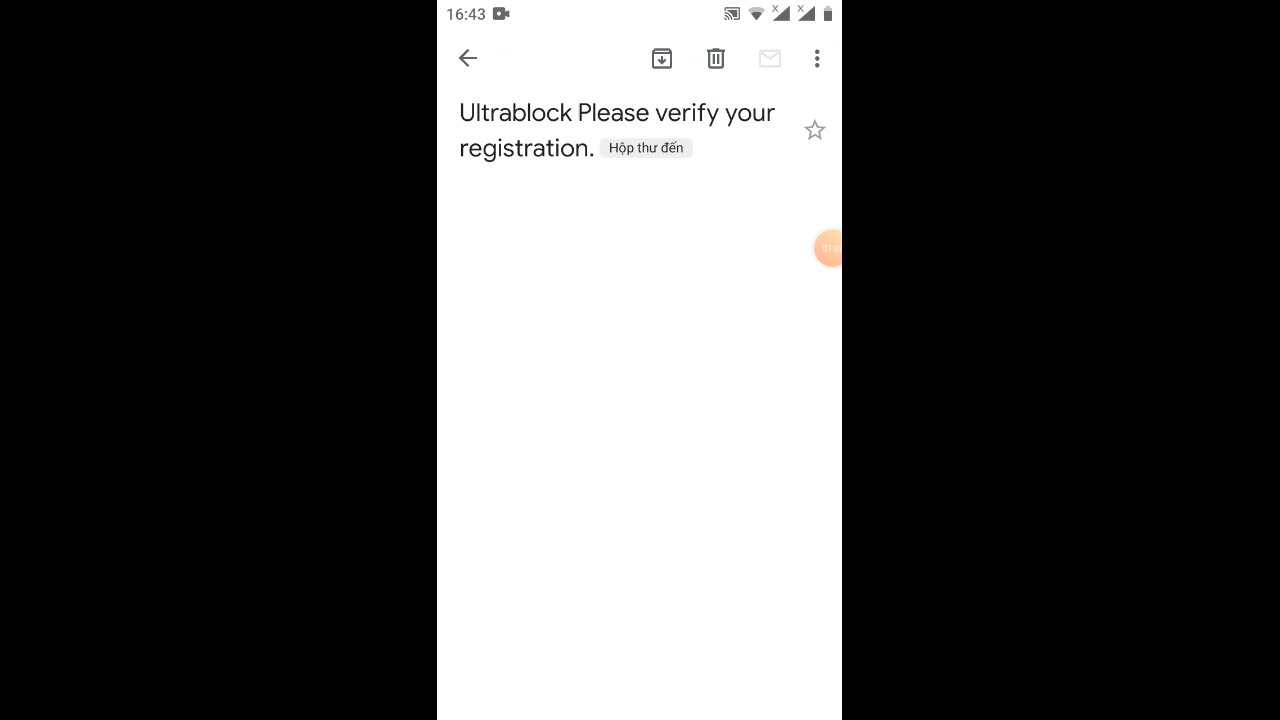 16:43
Ultrablock Please verify your
registration. Hộp thư đến